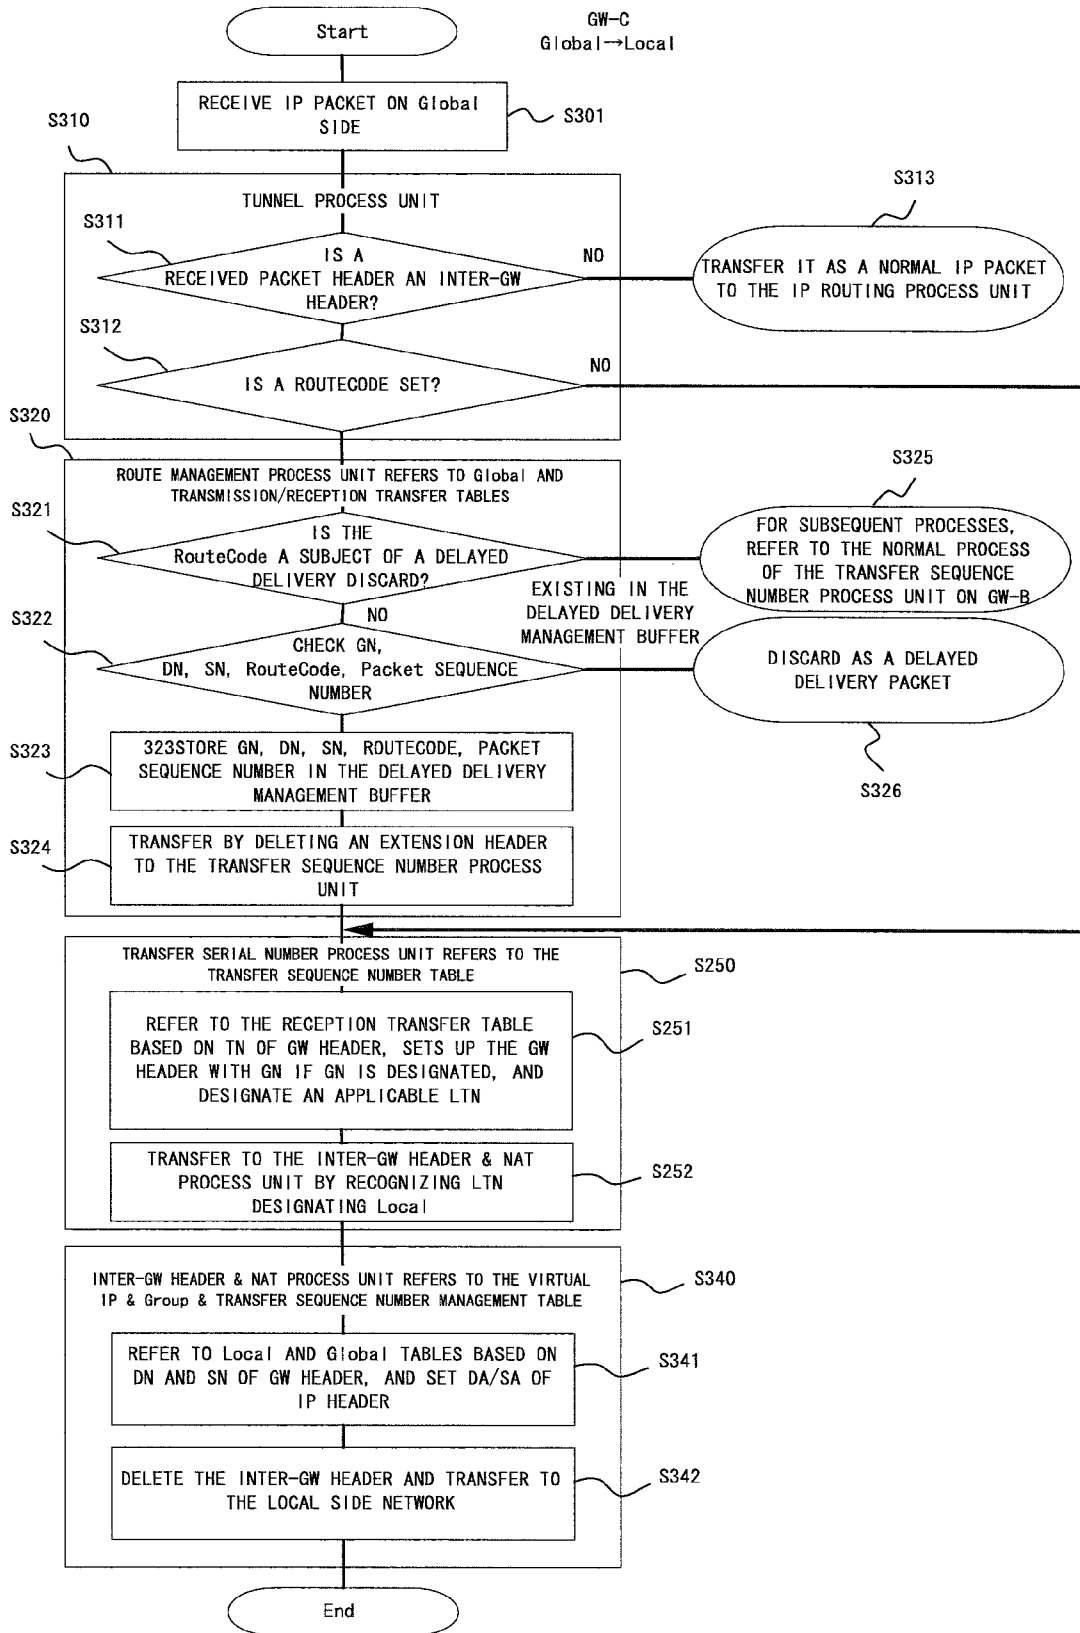 Start
GW-C
Global→Local
RECEIVE IP PACKET ON Global
SIDE
S301
S310
TUNNEL PROCESS UNIT
S311
IS A
RECEIVED PACKET HEADER AN INTER-GW
HEADER?
NO
S313
TRANSFER IT AS A NORMAL IP PACKET
TO THE IP ROUTING PROCESS UNIT
S312
IS A ROUTECODE SET?
NO
S320
ROUTE MANAGEMENT PROCESS UNIT REFERS TO Global AND
TRANSMISSION/RECEPTION TRANSFER TABLES
S321
IS THE
RouteCode A SUBJECT OF A DELAYED
DELIVERY DISCARD?
S325
FOR SUBSEQUENT PROCESSES,
REFER TO THE NORMAL PROCESS
OF THE TRANSFER SEQUENCE
NUMBER PROCESS UNIT ON GW-B
NO
EXISTING IN THE
DELAYED DELIVERY
MANAGEMENT BUFFER
S322
CHECK GN,
DN, SN, RouteCode, Packet SEQUENCE
NUMBER
DISCARD AS A DELAYED
DELIVERY PACKET
S326
S323
323STORE GN, DN, SN, ROUTECODE, PACKET
SEQUENCE NUMBER IN THE DELAYED DELIVERY
MANAGEMENT BUFFER
S324
TRANSFER BY DELETING AN EXTENSION HEADER
TO THE TRANSFER SEQUENCE NUMBER PROCESS
UNIT
TRANSFER SERIAL NUMBER PROCESS UNIT REFERS TO THE
TRANSFER SEQUENCE NUMBER TABLE
S250
REFER TO THE RECEPTION TRANSFER TABLE
BASED ON TN OF GW HEADER, SETS UP THE GW
HEADER WITH GN IF GN IS DESIGNATED, AND
DESIGNATE AN APPLICABLE LTN
S251
TRANSFER TO THE INTER-GW HEADER & NAT
PROCESS UNIT BY RECOGNIZING LTN
DESIGNATING Local
S252
INTER-GW HEADER & NAT PROCESS UNIT REFERS TO THE VIRTUAL
IP & Group & TRANSFER SEQUENCE NUMBER MANAGEMENT TABLE
S340
REFER TO Local AND Global TABLES BASED ON
DN AND SN OF GW HEADER, AND SET DA/SA OF
IP HEADER
S341
DELETE THE INTER-GW HEADER AND TRANSFER TO
THE LOCAL SIDE NETWORK
S342
End